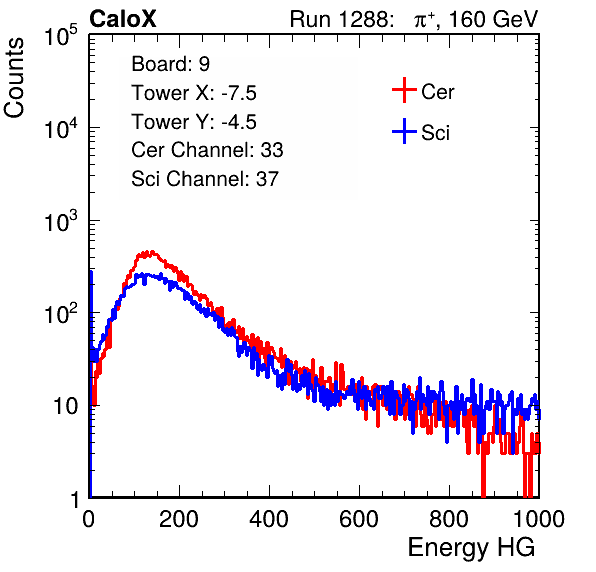 CaloX Run 1288: π⁺, 160 GeV
Counts
10⁵
10⁴
10³
10²
10
1
Board: 9
Tower X: -7.5
Tower Y: -4.5
Cer Channel: 33
Sci Channel: 37
Cer
Sci
0 200 400 600 800 1000
Energy HG